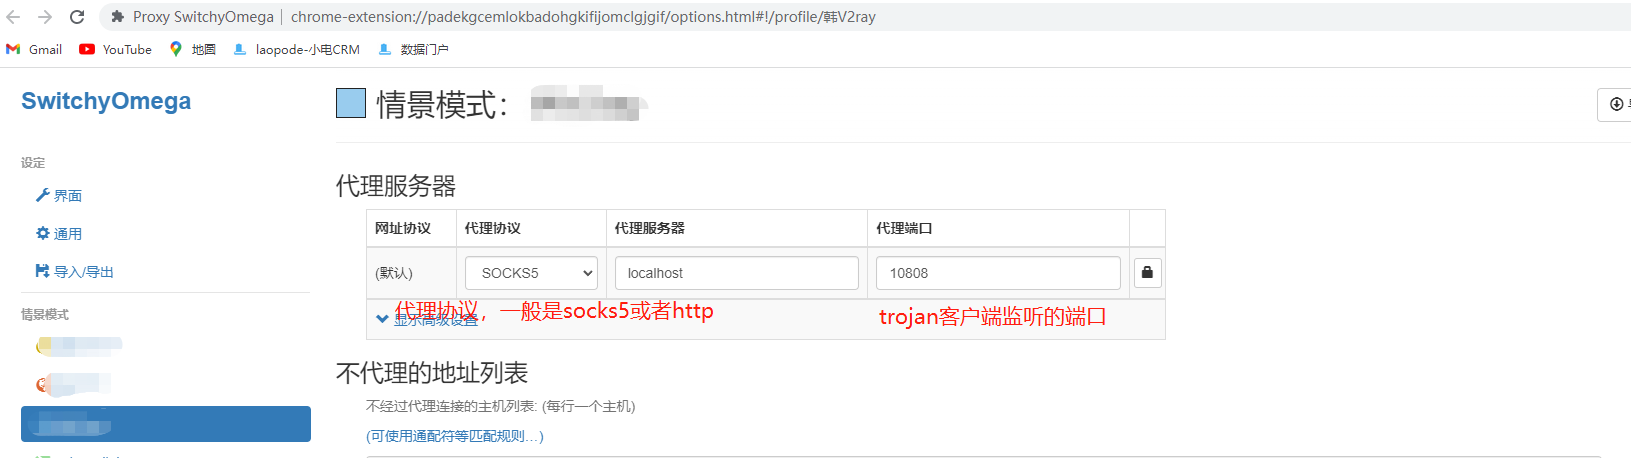 Proxy SwitchyOmega | chrome-extension://padekgcemlokbadohgkifijomclgjgif/options.html#!/profile/韩V2ray
Gmail YouTube 地图 laopode-小电CRM 数据门户
SwitchyOmega
情景模式：
设定
界面
通用
导入/导出
情景模式
代理服务器
网址协议 代理协议 代理服务器 代理端口
(默认) SOCKS5 localhost 10808
代理协议，一般是socks5或者http
显示高级设置
trojan客户端监听的端口
不代理的地址列表
不经过代理连接的主机列表: (每行一个主机)
(可使用通配符等匹配规则…)